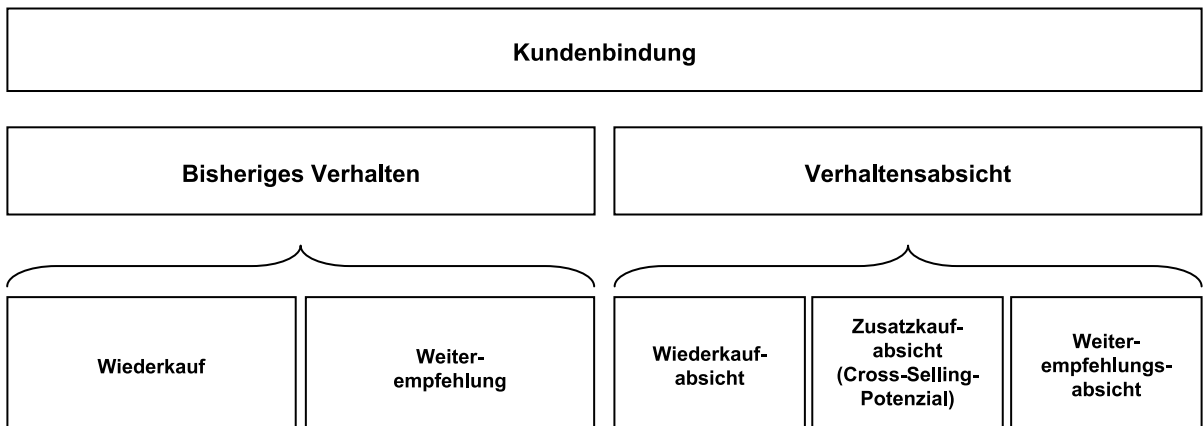 Kundenbindung
Bisheriges Verhalten
Verhaltensabsicht
Wiederkauf
Weiter-
empfehlung
Wiederkauf-
absicht
Zusatzkauf-
absicht
(Cross-Selling-
Potenzial)
Weiter-
empfehlungs-
absicht